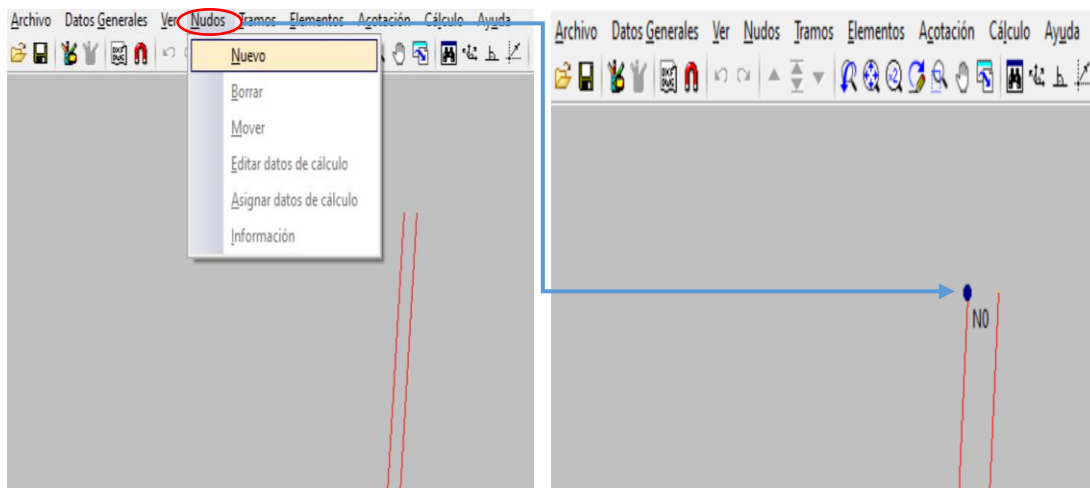 Archivo Datos Generales Ver Nudos Tramos Elementos Acotación Cálculo Ayuda
Nuevo
Borrar
Mover
Editar datos de cálculo
Asignar datos de cálculo
Información
Archivo Datos Generales Ver Nudos Tramos Elementos Acotación Cálculo Ayuda
N0